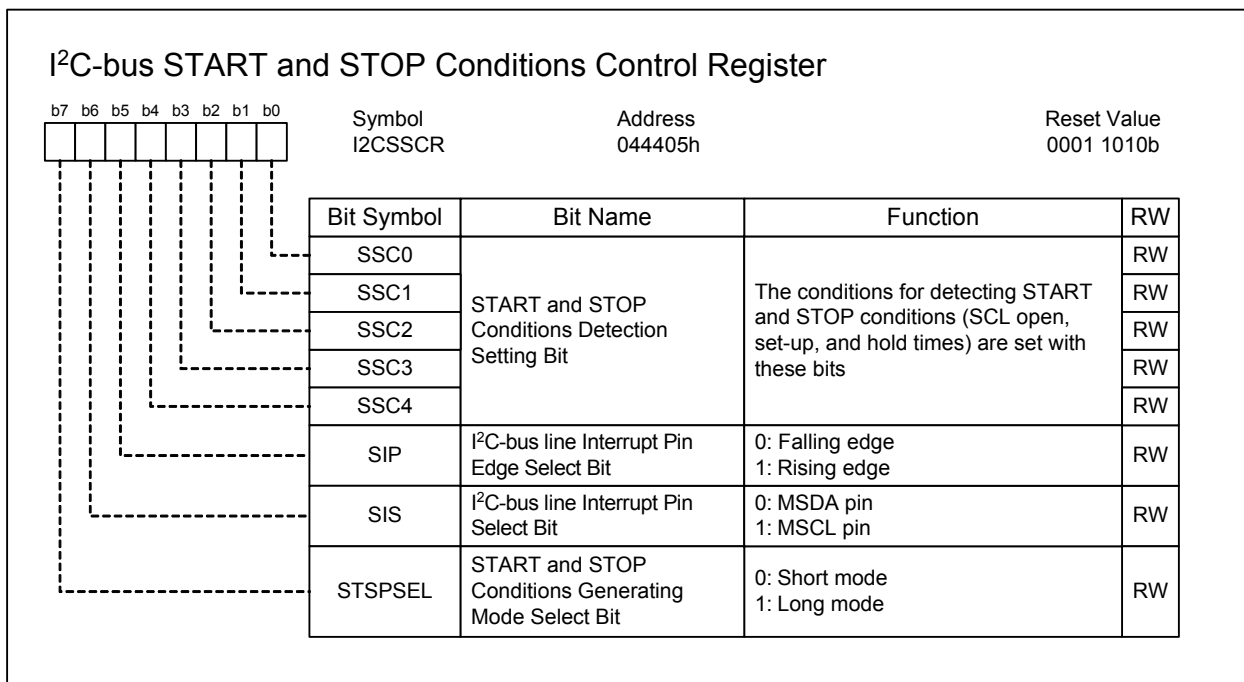 I²C-bus START and STOP Conditions Control Register
b7 b6 b5 b4 b3 b2 b1 b0
Symbol Address Reset Value
I2CSSCR 044405h 0001 1010b
Bit Symbol Bit Name Function RW
SSC0 RW
SSC1 RW
SSC2 RW
SSC3 RW
SSC4 RW
START and STOP
Conditions Detection
Setting Bit
The conditions for detecting START
and STOP conditions (SCL open,
set-up, and hold times) are set with
these bits
SIP
I²C-bus line Interrupt Pin
Edge Select Bit
0: Falling edge
1: Rising edge
RW
SIS
I²C-bus line Interrupt Pin
Select Bit
0: MSDA pin
1: MSCL pin
RW
STSPSEL
START and STOP
Conditions Generating
Mode Select Bit
0: Short mode
1: Long mode
RW